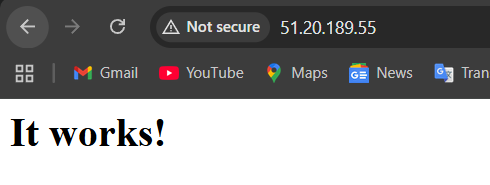 Not secure 51.20.189.55
Gmail YouTube Maps News Tran
It works!